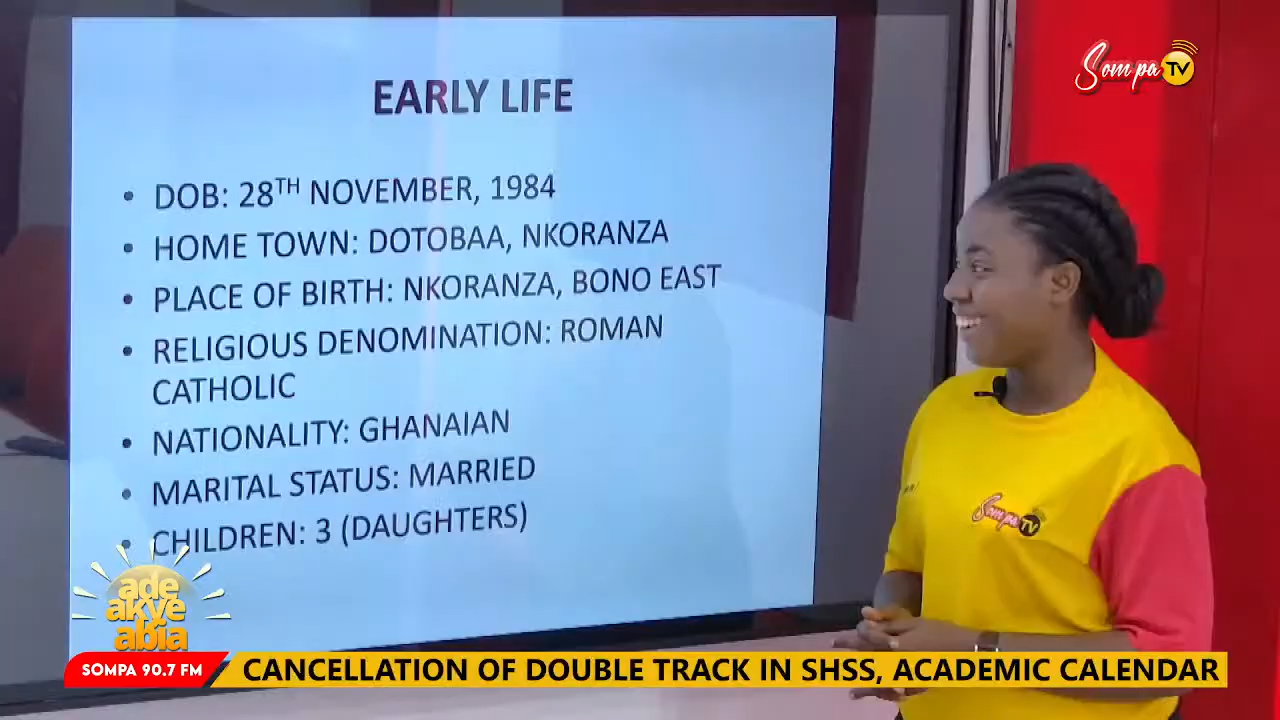 EARLY LIFE
• DOB: 28TH NOVEMBER, 1984
• HOME TOWN: DOTOBAA, NKORANZA
• PLACE OF BIRTH: NKORANZA, BONO EAST
• RELIGIOUS DENOMINATION: ROMAN
CATHOLIC
• NATIONALITY: GHANAIAN
• MARITAL STATUS: MARRIED
• CHILDREN: 3 (DAUGHTERS)
Sompa TV
Sompa TV
ade
akye
abia
SOMPA 90.7 FM
CANCELLATION OF DOUBLE TRACK IN SHSS, ACADEMIC CALENDAR